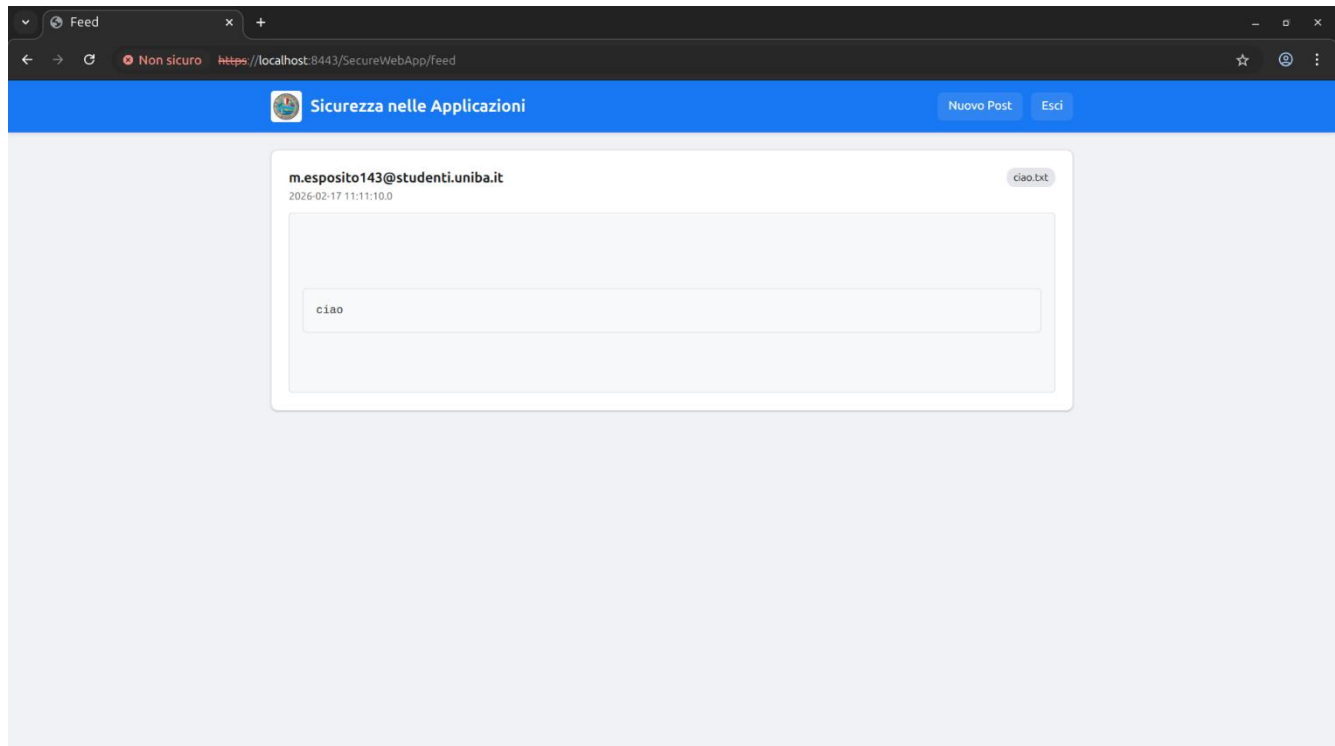 Feed
Non sicuro https://localhost:8443/SecureWebApp/feed
Sicurezza nelle Applicazioni
Nuovo Post
Esci
m.esposito143@studenti.uniba.it
ciao.txt
2026-02-17 11:11:10.0
ciao